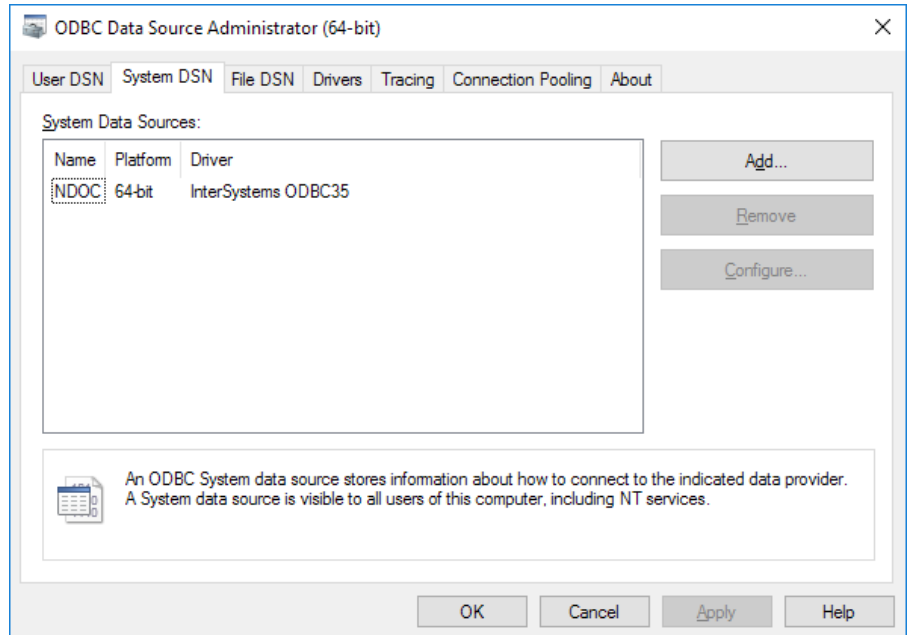 ODBC Data Source Administrator (64-bit)
User DSN System DSN File DSN Drivers Tracing Connection Pooling About
System Data Sources:
Name Platform Driver
NDOC 64-bit InterSystems ODBC35
Add...
Remove
Configure...
An ODBC System data source stores information about how to connect to the indicated data provider.
A System data source is visible to all users of this computer, including NT services.
OK Cancel Apply Help